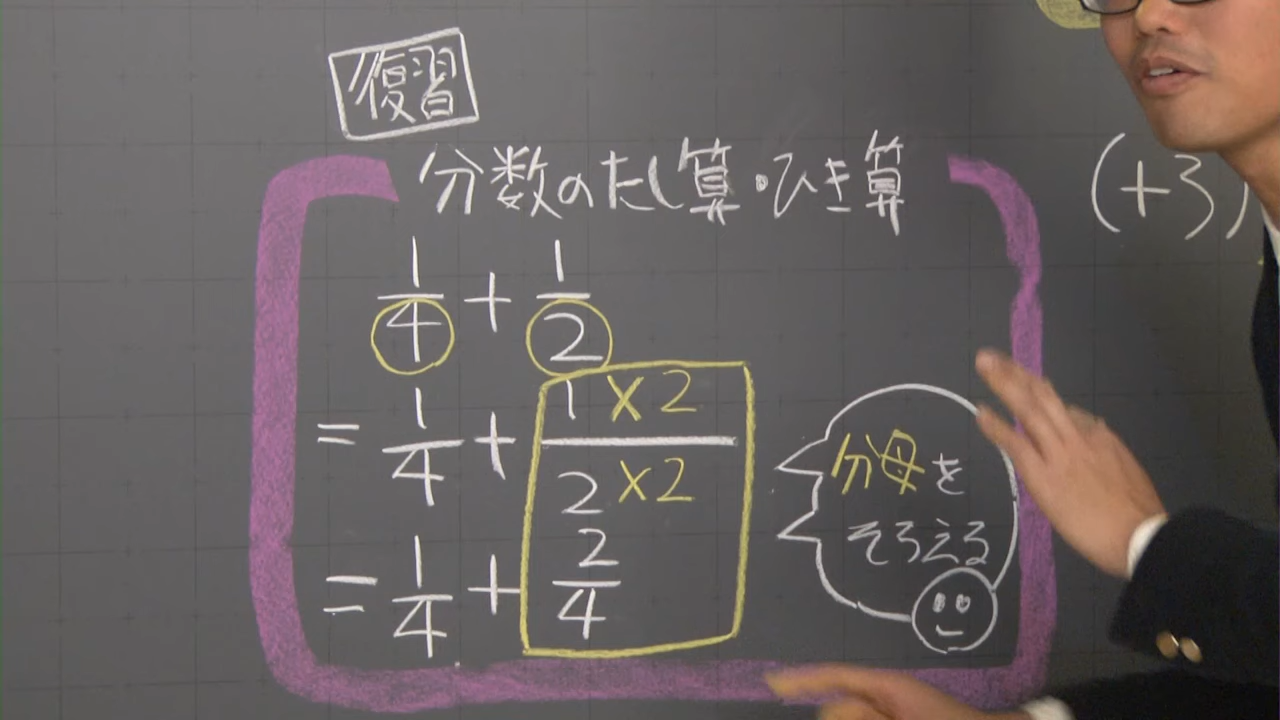 復習
分数のたし算・ひき算
(+3)
1/4 + 1/2
= 1/4 + 1×2/2×2
= 1/4 + 2/4
分母を
そろえる